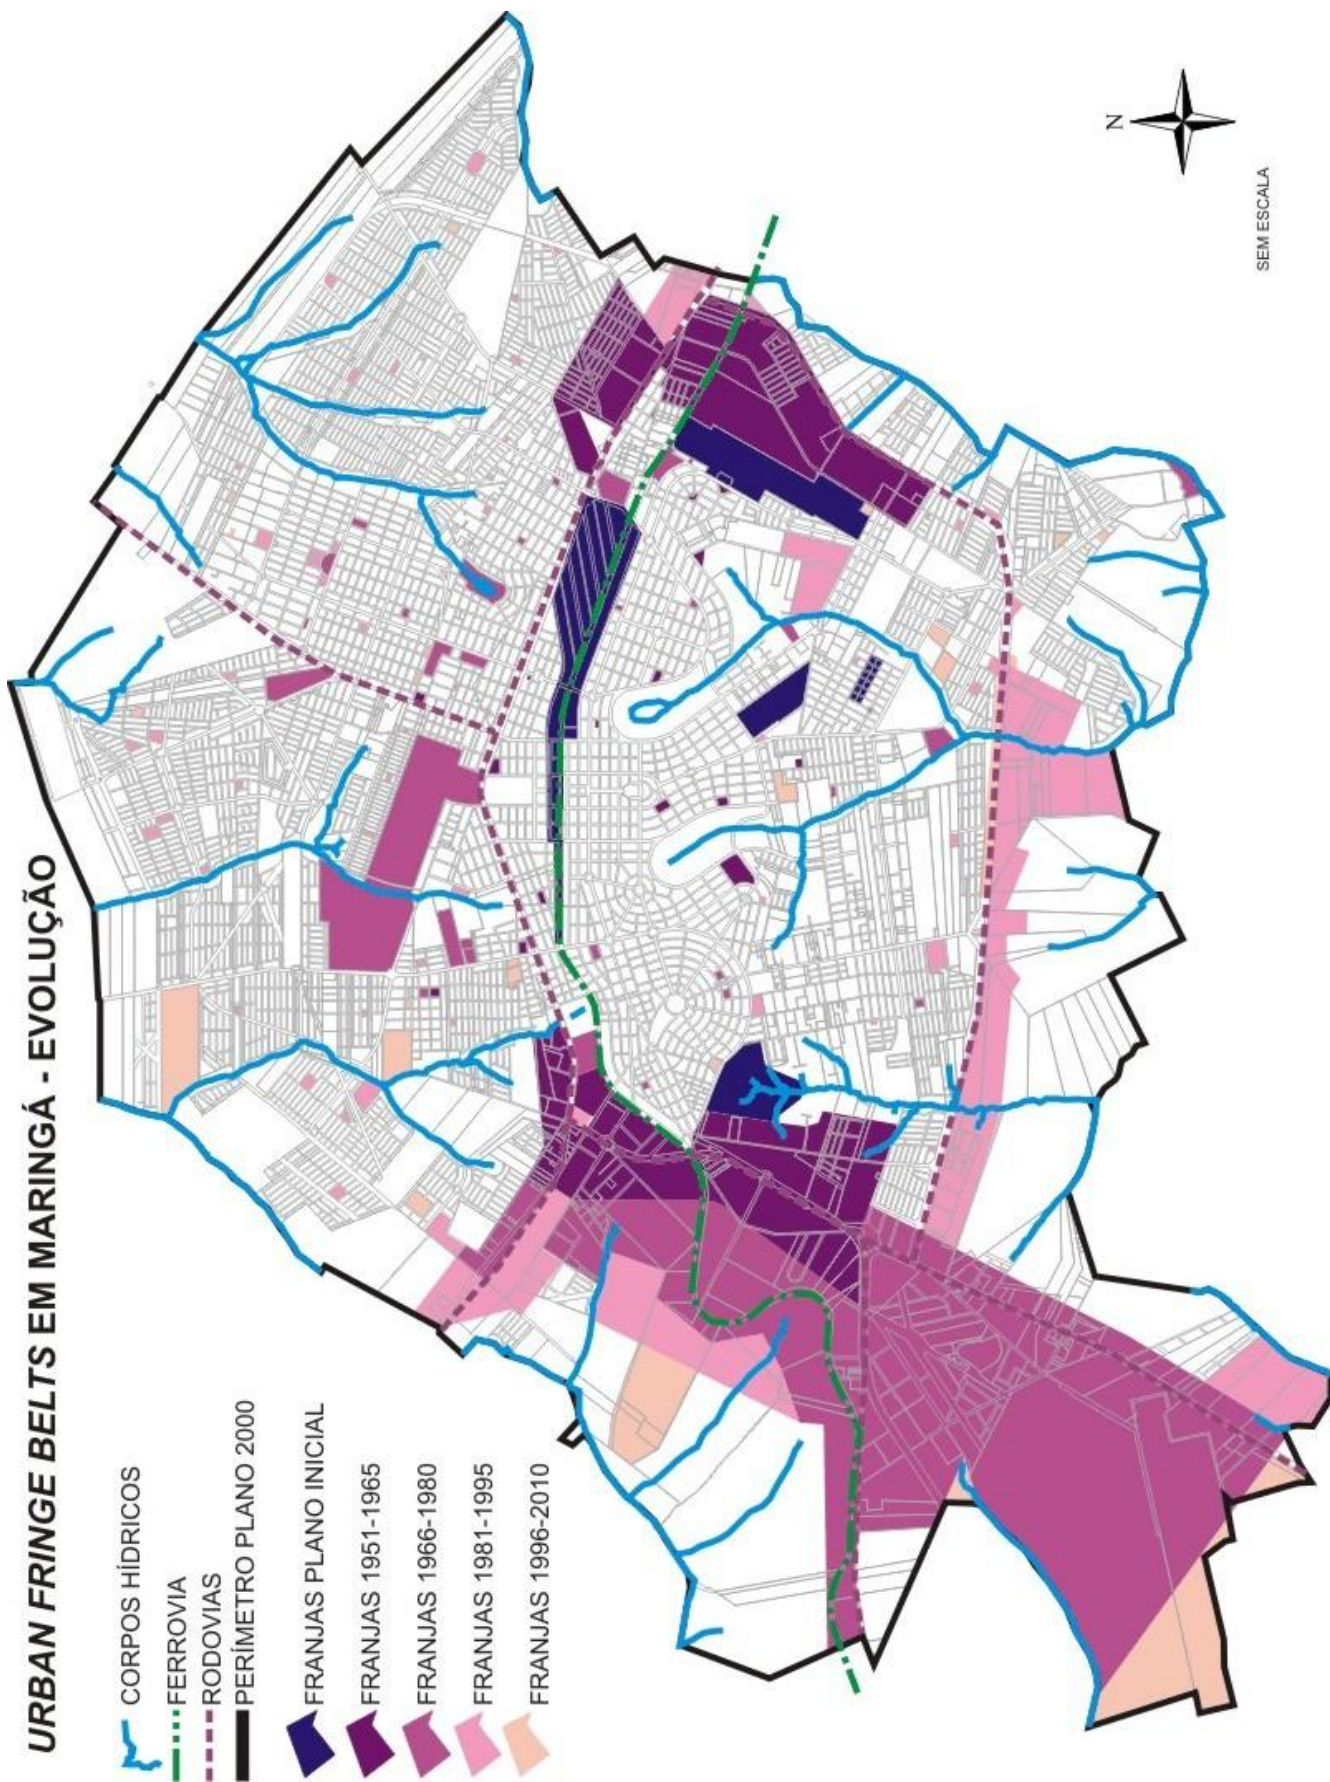 URBAN FRINGE BELTS EM MARINGÁ - EVOLUÇÃO
CORPOS HÍDRICOS
FERROVIA
RODOVIAS
PERÍMETRO PLANO 2000
FRANJAS PLANO INICIAL
FRANJAS 1951-1965
FRANJAS 1966-1980
FRANJAS 1981-1995
FRANJAS 1996-2010
N
SEM ESCALA